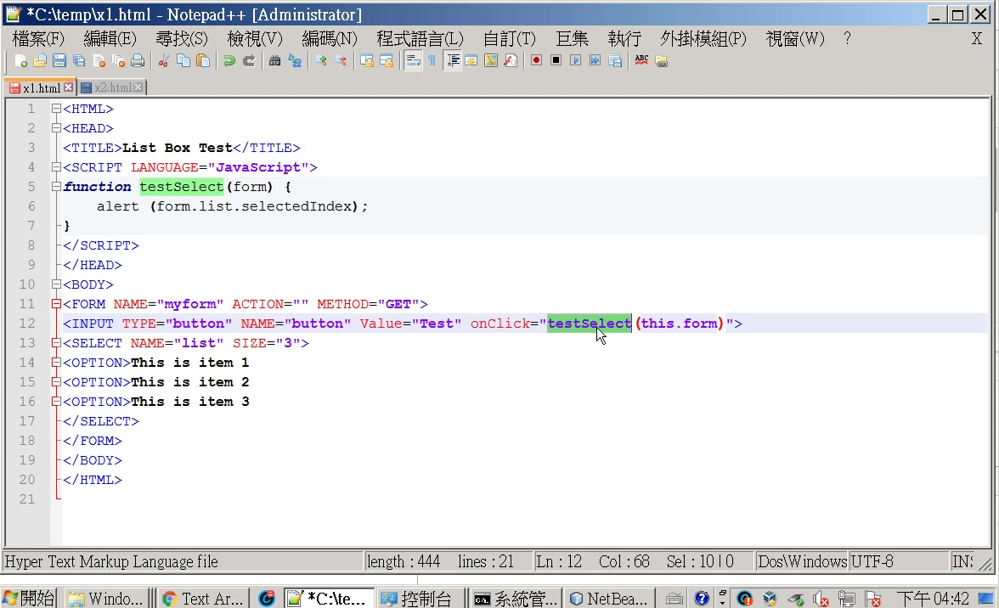 *C:\temp\x1.html - Notepad++ [Administrator]
檔案(F) 編輯(E) 尋找(S) 檢視(V) 編碼(N) 程式語言(L) 自訂(T) 巨集 執行 外掛模組(P) 視窗(W) ? X
ABC
x1.html x2.html
1 <HTML>
2 <HEAD>
3 <TITLE>List Box Test</TITLE>
4 <SCRIPT LANGUAGE="JavaScript">
5 function testSelect(form) {
6 alert (form.list.selectedIndex);
7 }
8 </SCRIPT>
9 </HEAD>
10 <BODY>
11 <FORM NAME="myform" ACTION="" METHOD="GET">
12 <INPUT TYPE="button" NAME="button" Value="Test" onClick="testSelect(this.form)">
13 <SELECT NAME="list" SIZE="3">
14 <OPTION>This is item 1
15 <OPTION>This is item 2
16 <OPTION>This is item 3
17 </SELECT>
18 </FORM>
19 </BODY>
20 </HTML>
21
Hyper Text Markup Language file length : 444 lines : 21 Ln : 12 Col : 68 Sel : 10 | 0 Dos\Windows UTF-8 INS
開始 Windo... Text Ar... *C:\te... 控制台 系統管... NetBea... 下午 04:42